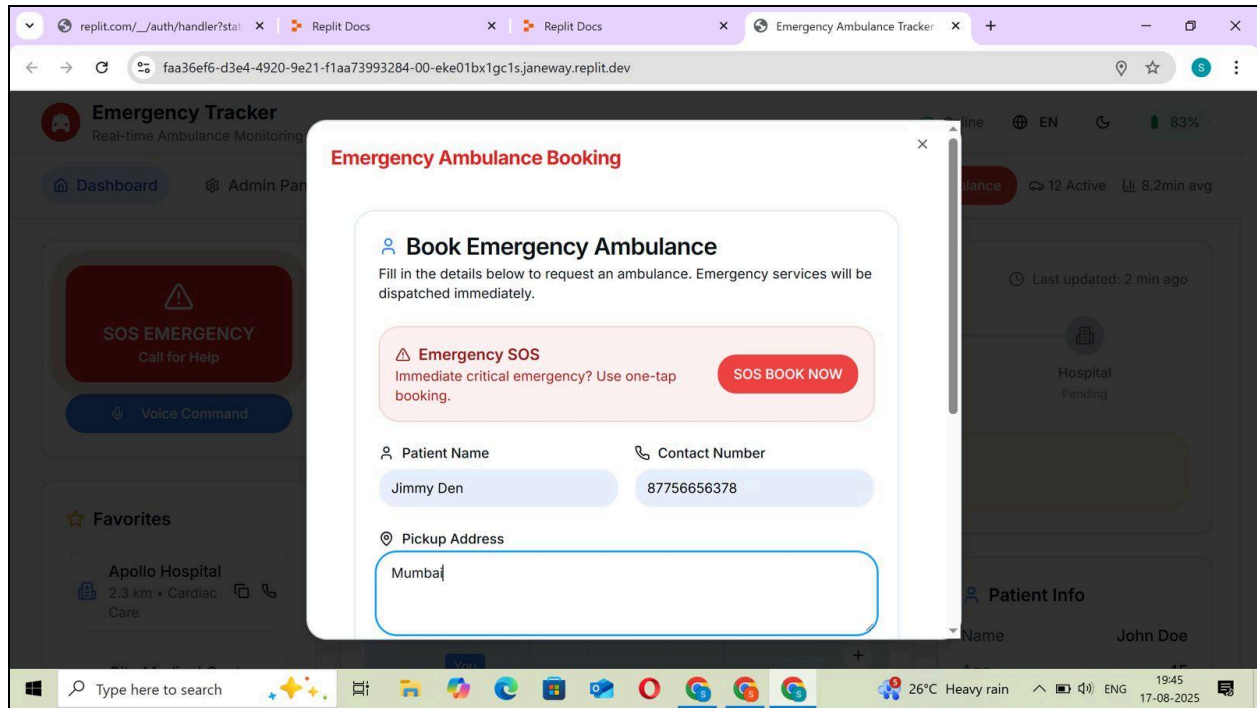 replit.com/__/auth/handler?stat
Replit Docs
Replit Docs
Emergency Ambulance Tracker
faa36ef6-d3e4-4920-9e21-f1aa73993284-00-eke01bx1gc1s.janeway.replit.dev
S
Emergency Tracker
Real-time Ambulance Monitoring
EN
83%
Dashboard
Admin Pan
12 Active
8.2min avg
Emergency Ambulance Booking
Book Emergency Ambulance
Fill in the details below to request an ambulance. Emergency services will be
dispatched immediately.
Emergency SOS
Immediate critical emergency? Use one-tap
booking.
SOS BOOK NOW
Patient Name
Contact Number
Jimmy Den
87756656378
Pickup Address
Mumbai
SOS EMERGENCY
Call for Help
Voice Command
Favorites
Apollo Hospital
2.3 km • Cardiac
Care
Last updated: 2 min ago
Hospital
Pending
Patient Info
Name
John Doe
You
Type here to search
26°C Heavy rain
ENG
19:45
17-08-2025